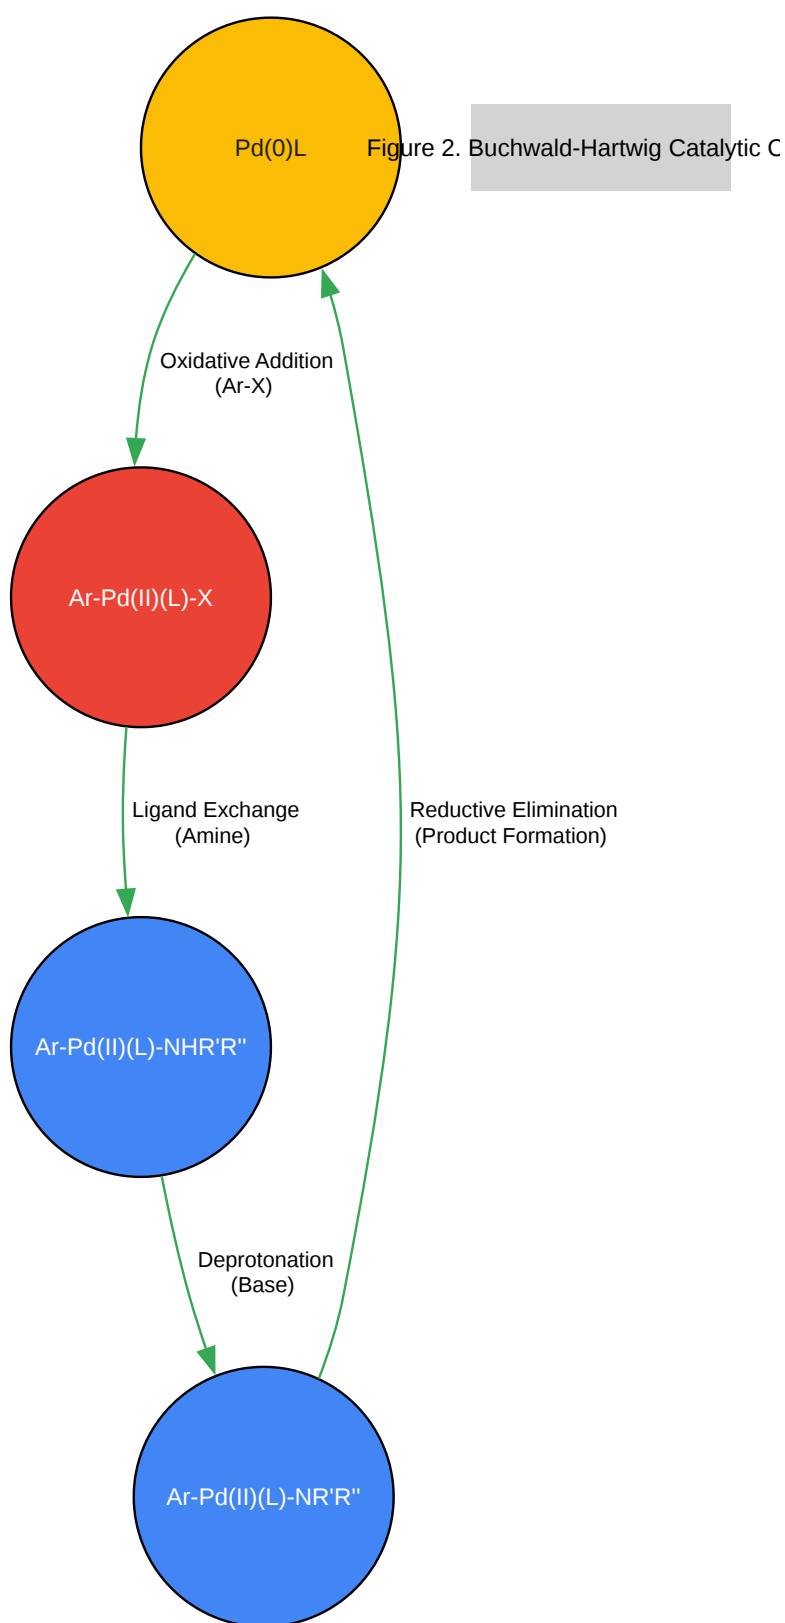 Pd(0)L
Figure 2. Buchwald-Hartwig Catalytic C
Oxidative Addition
(Ar-X)
Ar-Pd(II)(L)-X
Ligand Exchange
(Amine)
Reductive Elimination
(Product Formation)
Ar-Pd(II)(L)-NHR'R''
Deprotonation
(Base)
Ar-Pd(II)(L)-NR'R''